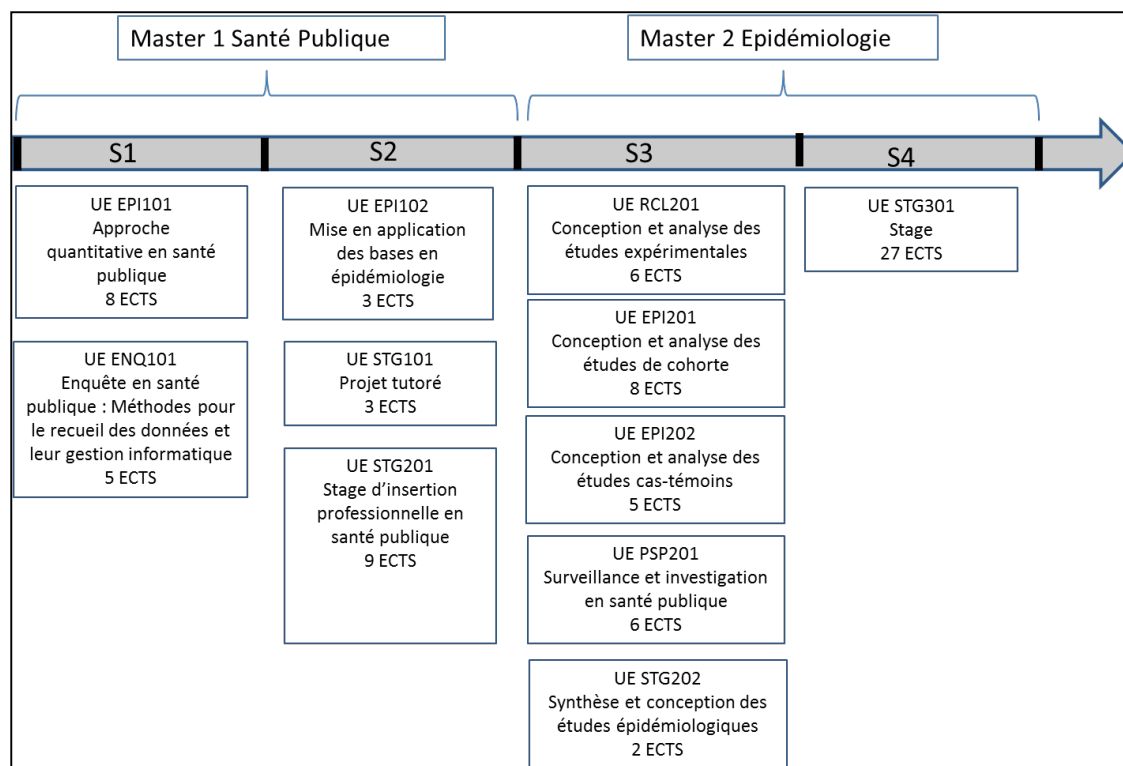 Master 1 Santé Publique
Master 2 Epidémiologie
S1
S2
S3
S4
UE EPI101
Approche
quantitative en santé
publique
8 ECTS
UE ENQ101
Enquête en santé
publique : Méthodes pour
le recueil des données et
leur gestion informatique
5 ECTS
UE EPI102
Mise en application
des bases en
épidémiologie
3 ECTS
UE STG101
Projet tutoré
3 ECTS
UE STG201
Stage d’insertion
professionnelle en
santé publique
9 ECTS
UE RCL201
Conception et analyse des
études expérimentales
6 ECTS
UE EPI201
Conception et analyse des
études de cohorte
8 ECTS
UE EPI202
Conception et analyse des
études cas-témoins
5 ECTS
UE PSP201
Surveillance et investigation
en santé publique
6 ECTS
UE STG202
Synthèse et conception des
études épidémiologiques
2 ECTS
UE STG301
Stage
27 ECTS